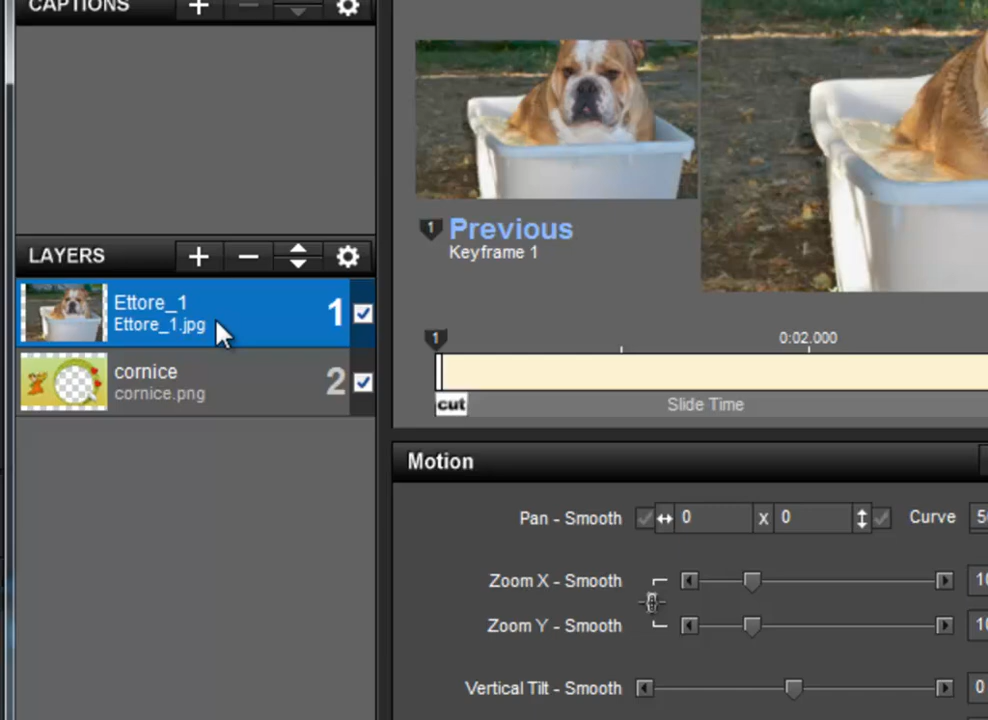 CAPTIONS
1
Previous
Keyframe 1
LAYERS
Ettore_1
Ettore_1.jpg
1
cornice
cornice.png
2
1
0:02.000
cut
Slide Time
Motion
Pan - Smooth
0
x
0
Curve
Zoom X - Smooth
Zoom Y - Smooth
Vertical Tilt - Smooth
0